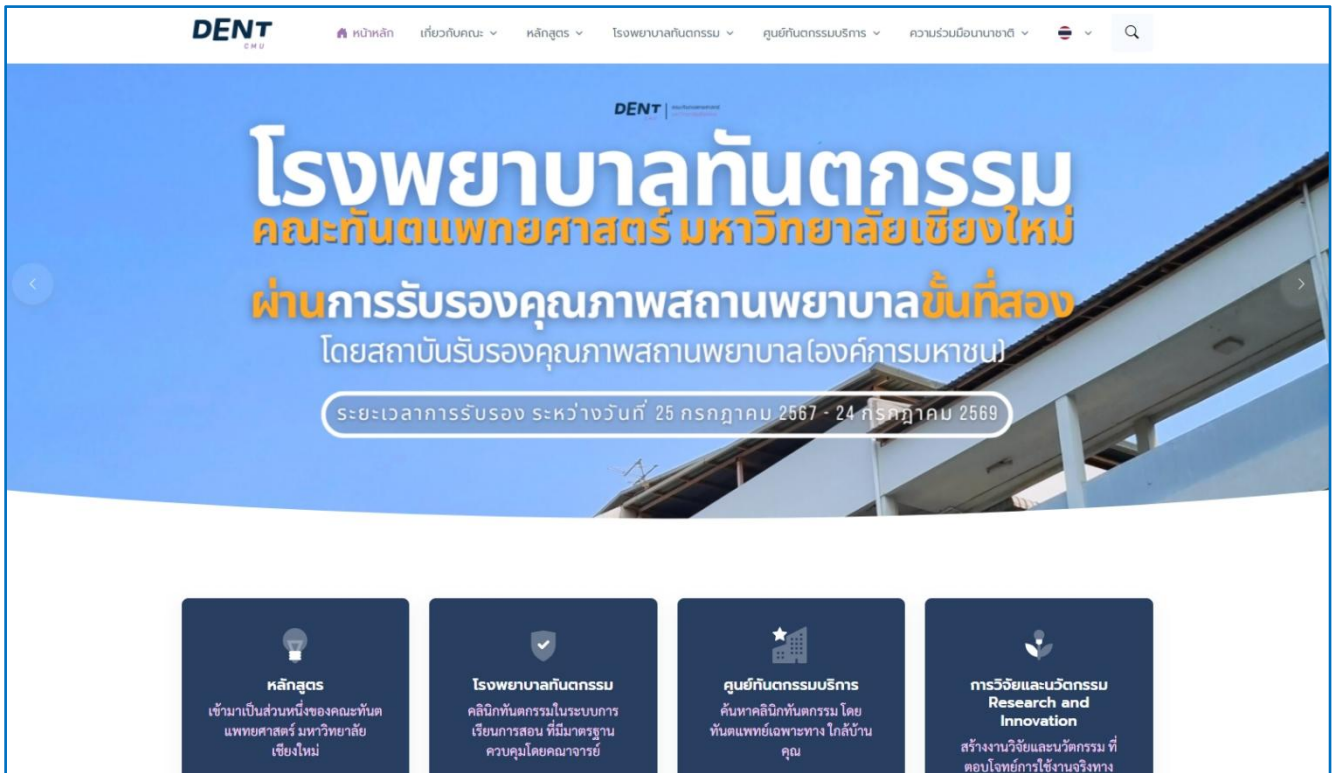 DENT
CMU
หน้าหลัก
เกี่ยวกับคณะ
หลักสูตร
โรงพยาบาลทันตกรรม
ศูนย์ทันตกรรมบริการ
ความร่วมมือนานาชาติ
DENT
โรงพยาบาลทันตกรรม
คณะทันตแพทยศาสตร์ มหาวิทยาลัยเชียงใหม่
ผ่านการรับรองคุณภาพสถานพยาบาลขั้นที่สอง
โดยสถาบันรับรองคุณภาพสถานพยาบาล(องค์การมหาชน)
ระยะเวลาการรับรอง ระหว่างวันที่ 25 กรกฎาคม 2567 - 24 กรกฎาคม 2569
หลักสูตร
เข้ามาเป็นส่วนหนึ่งของคณะทันต
แพทยศาสตร์ มหาวิทยาลัย
เชียงใหม่
โรงพยาบาลทันตกรรม
คลินิกทันตกรรมในระบบการ
เรียนการสอน ที่มีมาตรฐาน
ควบคุมโดยคณาจารย์
ศูนย์ทันตกรรมบริการ
ค้นหาคลินิกทันตกรรม โดย
ทันตแพทย์เฉพาะทาง ใกล้บ้าน
คุณ
การวิจัยและนวัตกรรม
Research and
Innovation
สร้างงานวิจัยและนวัตกรรม ที่
ตอบโจทย์การใช้งานจริงทาง